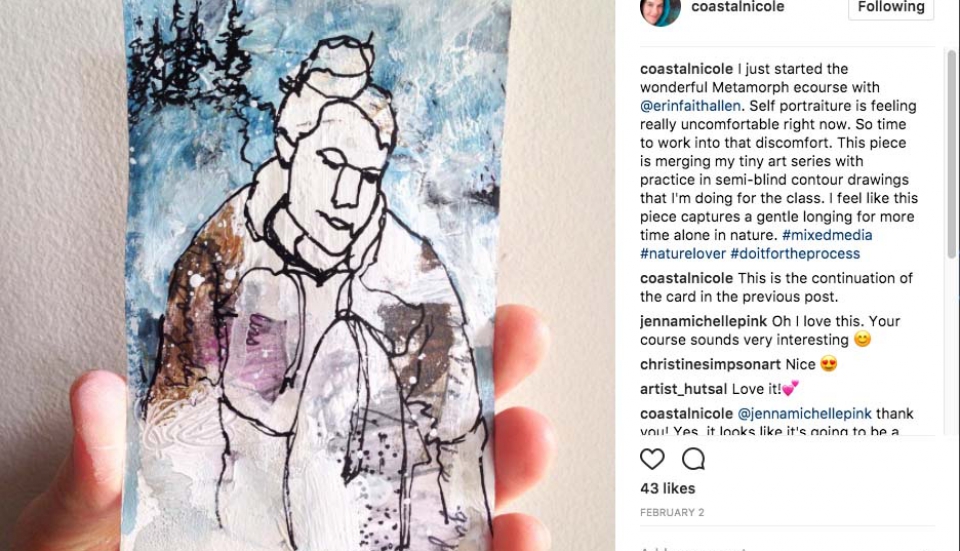 coastalnicole
Following
coastalnicole I just started the
wonderful Metamorph ecourse with
@erinfaithallen. Self portraiture is feeling
really uncomfortable right now. So time
to work into that discomfort. This piece
is merging my tiny art series with
practice in semi-blind contour drawings
that I'm doing for the class. I feel like this
piece captures a gentle longing for more
time alone in nature. #mixedmedia
#naturelover #doitfortheprocess
coastalnicole This is the continuation of
the card in the previous post.
jennamichellepink Oh I love this. Your
course sounds very interesting 😊
christinesimpsonart Nice 😍
artist_hutsal Love it!💕
coastalnicole @jennamichellepink thank
you! Yes, it looks like it's going to be a
43 likes
FEBRUARY 2